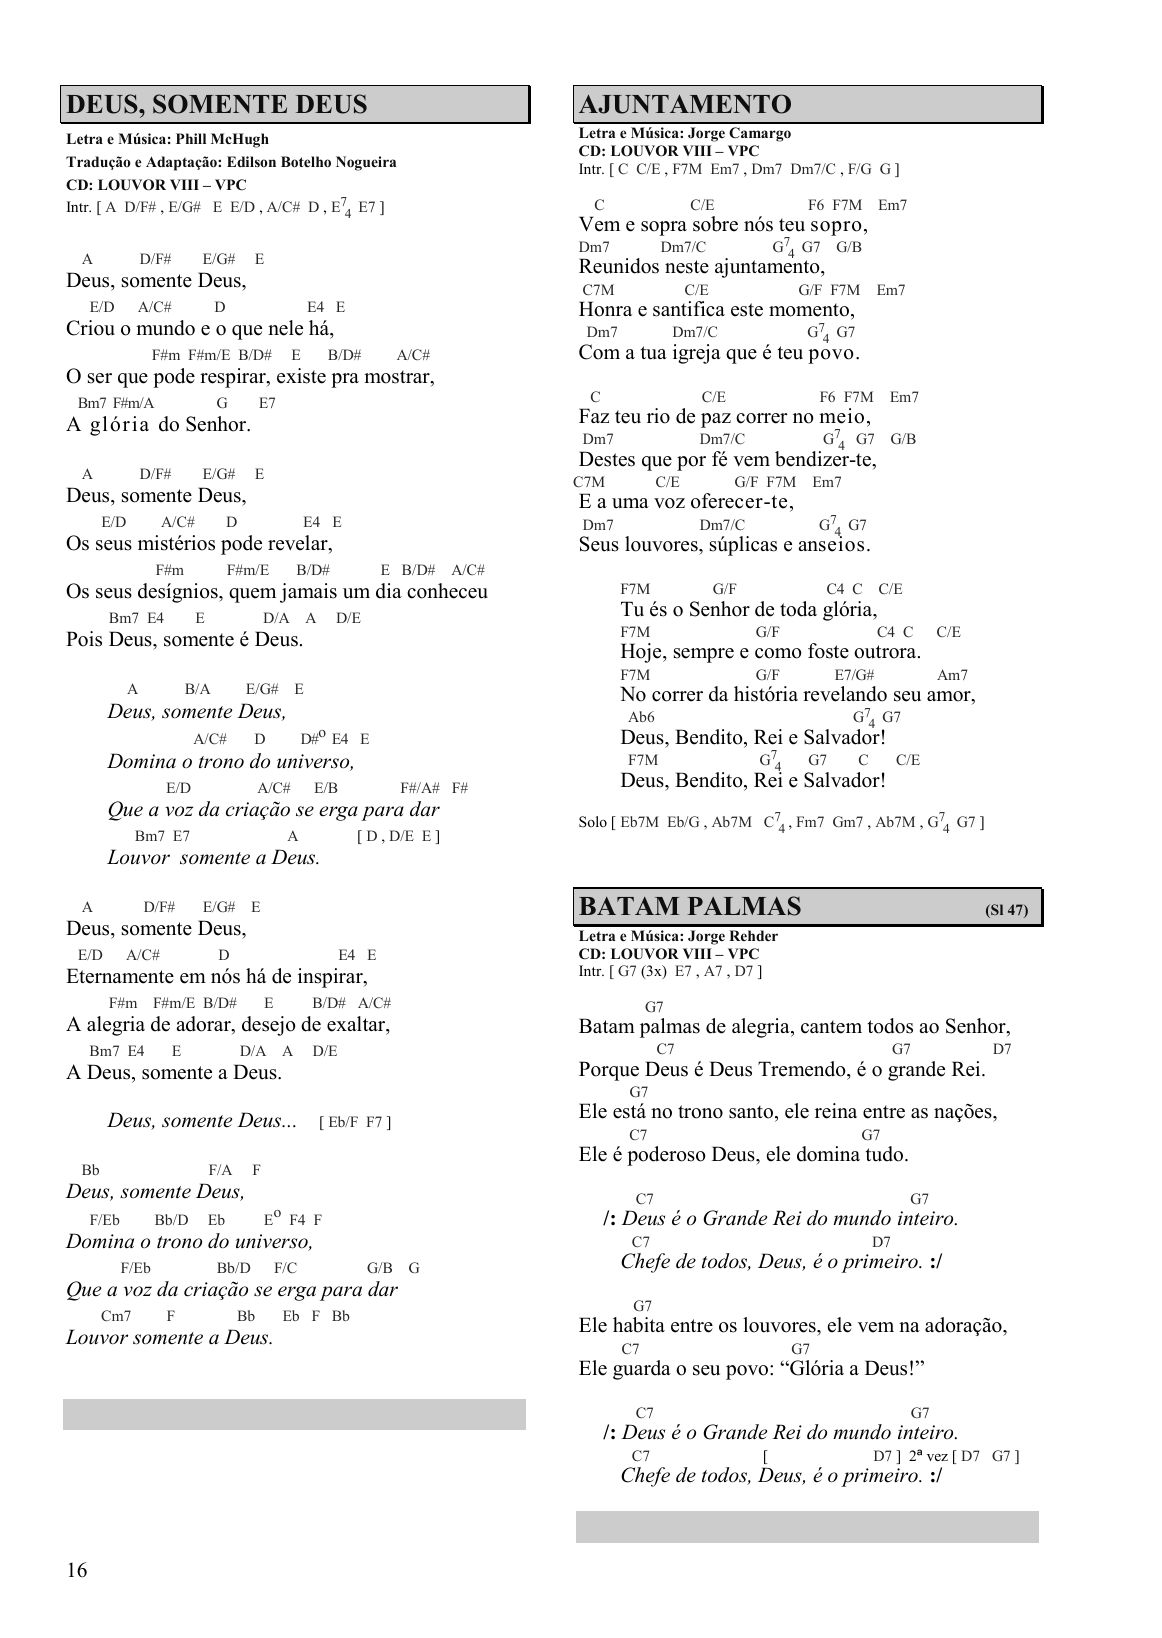 DEUS, SOMENTE DEUS
Letra e Música: Phill McHugh
Tradução e Adaptação: Edilson Botelho Nogueira
CD: LOUVOR VIII – VPC
Intr. [ A  D/F# , E/G#   E  E/D , A/C#  D , E74  E7 ]
A D/F# E/G# E
Deus, somente Deus,
E/D A/C# D E4 E
Criou o mundo e o que nele há,
F#m F#m/E B/D# E B/D# A/C#
O ser que pode respirar, existe pra mostrar,
Bm7 F#m/A G E7
A glória do Senhor.
A D/F# E/G# E
Deus, somente Deus,
E/D A/C# D E4 E
Os seus mistérios pode revelar,
F#m F#m/E B/D# E B/D# A/C#
Os seus desígnios, quem jamais um dia conheceu
Bm7 E4 E D/A A D/E
Pois Deus, somente é Deus.
A B/A E/G# E
Deus, somente Deus,
A/C# D D#o E4 E
Domina o trono do universo,
E/D A/C# E/B F#/A# F#
Que a voz da criação se erga para dar
Bm7 E7 A [ D , D/E E ]
Louvor somente a Deus.
A D/F# E/G# E
Deus, somente Deus,
E/D A/C# D E4 E
Eternamente em nós há de inspirar,
F#m F#m/E B/D# E B/D# A/C#
A alegria de adorar, desejo de exaltar,
Bm7 E4 E D/A A D/E
A Deus, somente a Deus.
Deus, somente Deus... [ Eb/F F7 ]
Bb F/A F
Deus, somente Deus,
F/Eb Bb/D Eb Eo F4 F
Domina o trono do universo,
F/Eb Bb/D F/C G/B G
Que a voz da criação se erga para dar
Cm7 F Bb Eb F Bb
Louvor somente a Deus.
16
AJUNTAMENTO
Letra e Música: Jorge Camargo
CD: LOUVOR VIII – VPC
Intr. [ C C/E , F7M Em7 , Dm7 Dm7/C , F/G G ]
C C/E F6 F7M Em7
Vem e sopra sobre nós teu sopro,
Dm7 Dm7/C G74 G7 G/B
Reunidos neste ajuntamento,
C7M C/E G/F F7M Em7
Honra e santifica este momento,
Dm7 Dm7/C G74 G7
Com a tua igreja que é teu povo.
C C/E F6 F7M Em7
Faz teu rio de paz correr no meio,
Dm7 Dm7/C G74 G7 G/B
Destes que por fé vem bendizer-te,
C7M C/E G/F F7M Em7
E a uma voz oferecer-te,
Dm7 Dm7/C G74 G7
Seus louvores, súplicas e anseios.
F7M G/F C4 C C/E
Tu és o Senhor de toda glória,
F7M G/F C4 C C/E
Hoje, sempre e como foste outrora.
F7M G/F E7/G# Am7
No correr da história revelando seu amor,
Ab6 G74 G7
Deus, Bendito, Rei e Salvador!
F7M G74 G7 C C/E
Deus, Bendito, Rei e Salvador!
Solo [ Eb7M Eb/G , Ab7M C74 , Fm7 Gm7 , Ab7M , G74 G7 ]
BATAM PALMAS (Sl 47)
Letra e Música: Jorge Rehder
CD: LOUVOR VIII – VPC
Intr. [ G7 (3x) E7 , A7 , D7 ]
G7
Batam palmas de alegria, cantem todos ao Senhor,
C7 G7 D7
Porque Deus é Deus Tremendo, é o grande Rei.
G7
Ele está no trono santo, ele reina entre as nações,
C7 G7
Ele é poderoso Deus, ele domina tudo.
C7 G7
/: Deus é o Grande Rei do mundo inteiro.
C7 D7
Chefe de todos, Deus, é o primeiro. :/
G7
Ele habita entre os louvores, ele vem na adoração,
C7 G7
Ele guarda o seu povo: “Glória a Deus!”
C7 G7
/: Deus é o Grande Rei do mundo inteiro.
C7 [ D7 ] 2ª vez [ D7 G7 ]
Chefe de todos, Deus, é o primeiro. :/